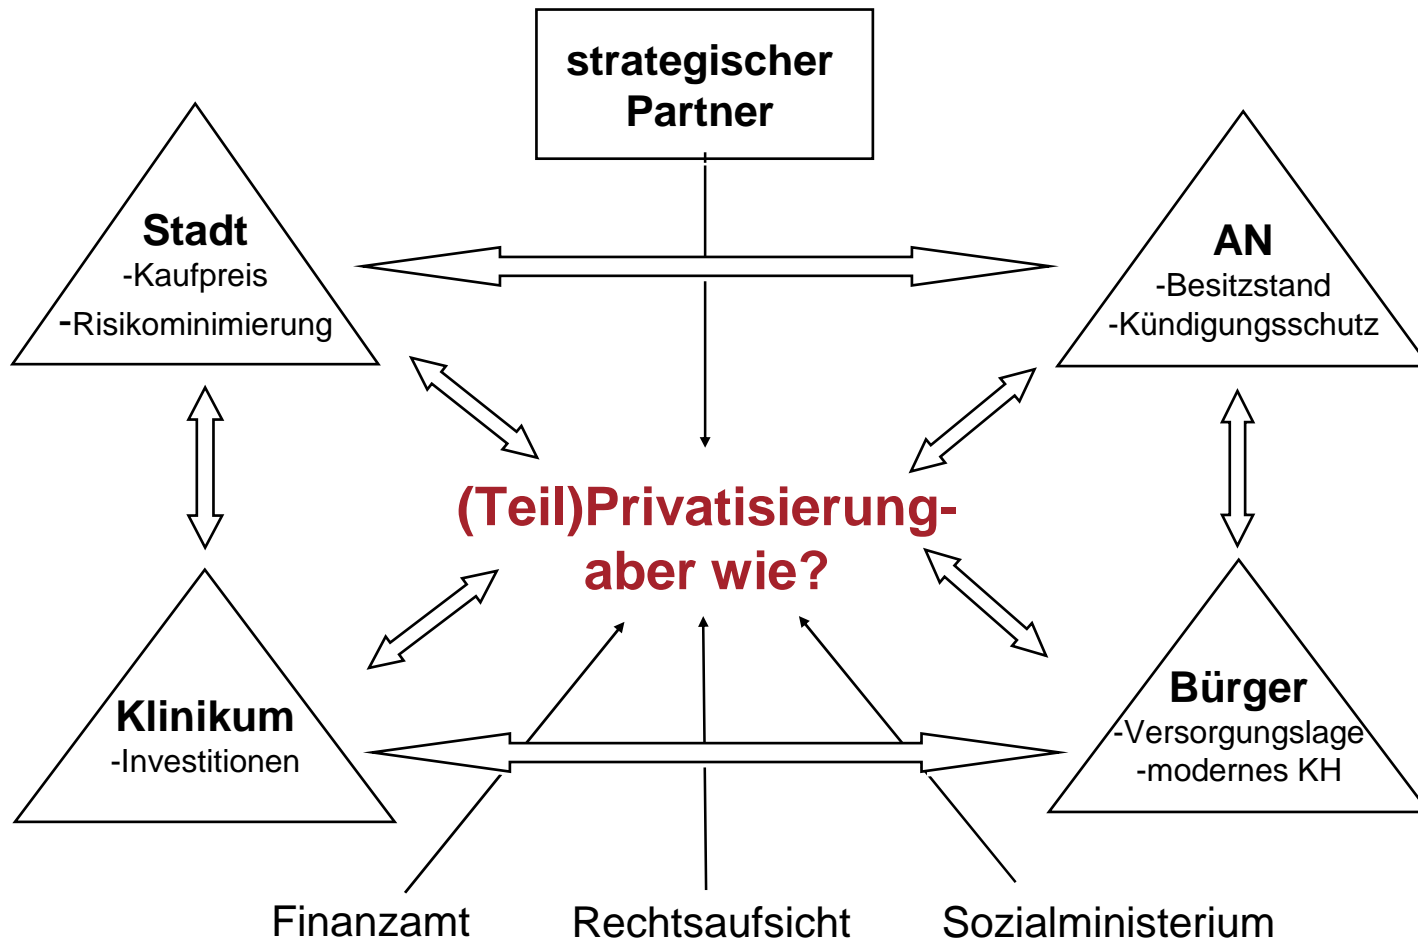 strategischer
Partner
Stadt
-Kaufpreis
-Risikominimierung
AN
-Besitzstand
-Kündigungsschutz
(Teil)Privatisierung-
aber wie?
Klinikum
-Investitionen
Bürger
-Versorgungslage
-modernes KH
Finanzamt
Rechtsaufsicht
Sozialministerium